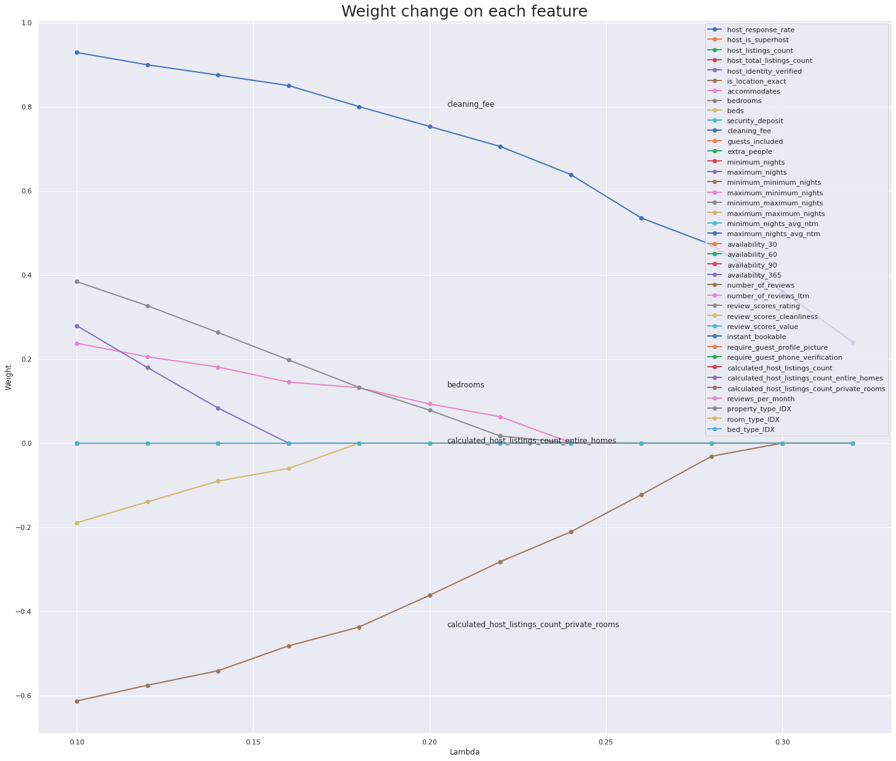 Weight change on each feature
host_response_rate
host_is_superhost
host_listings_count
host_total_listings_count
host_identity_verified
is_location_exact
accommodates
bedrooms
beds
security_deposit
cleaning_fee
guests_included
extra_people
minimum_nights
maximum_nights
minimum_minimum_nights
maximum_minimum_nights
minimum_maximum_nights
maximum_maximum_nights
minimum_nights_avg_ntm
maximum_nights_avg_ntm
availability_30
availability_60
availability_90
availability_365
number_of_reviews
number_of_reviews_ltm
review_scores_rating
review_scores_cleanliness
review_scores_value
instant_bookable
require_guest_profile_picture
require_guest_phone_verification
calculated_host_listings_count
calculated_host_listings_count_entire_homes
calculated_host_listings_count_private_rooms
reviews_per_month
property_type_IDX
room_type_IDX
bed_type_IDX
cleaning_fee
bedrooms
calculated_host_listings_count_entire_homes
calculated_host_listings_count_private_rooms
1.0
0.8
0.6
0.4
0.2
0.0
−0.2
−0.4
−0.6
Weight
0.10 0.15 0.20 0.25 0.30
Lambda